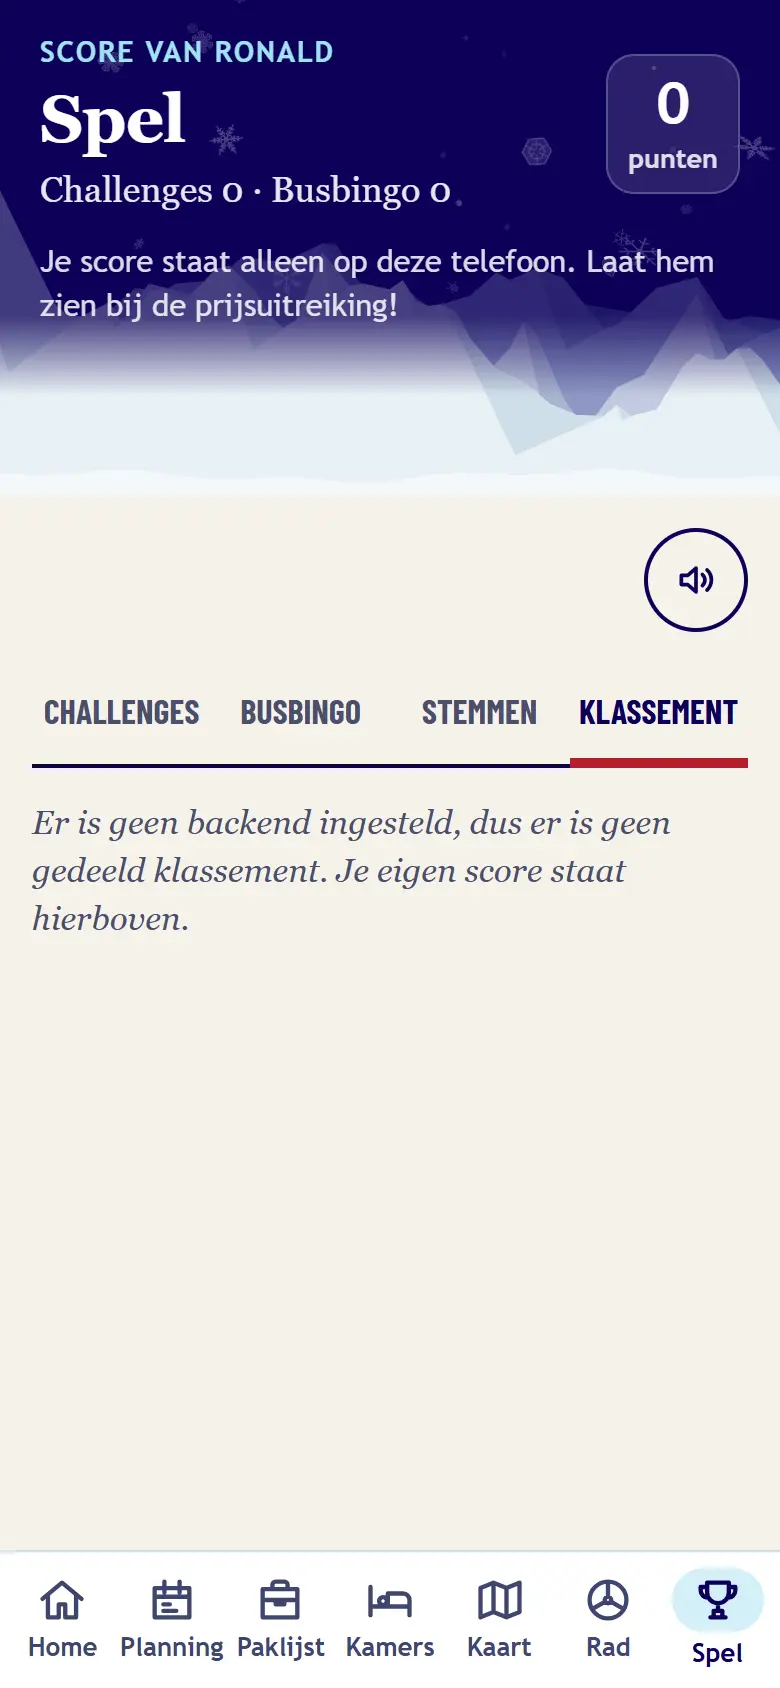 SCORE VAN RONALD
Spel
Challenges 0 · Busbingo 0
0
punten
Je score staat alleen op deze telefoon. Laat hem
zien bij de prijsuitreiking!
CHALLENGES BUSBINGO STEMMEN KLASSEMENT
Er is geen backend ingesteld, dus er is geen
gedeeld klassement. Je eigen score staat
hierboven.
Home Planning Paklijst Kamers Kaart Rad Spel